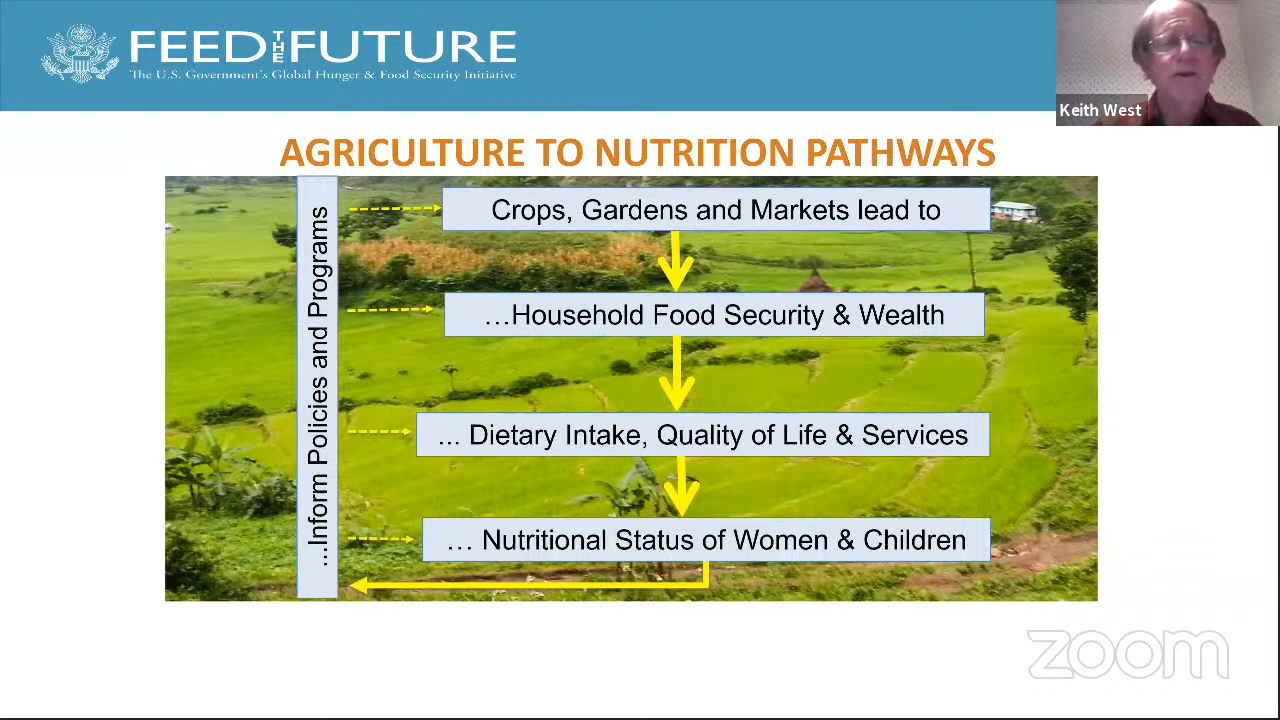 FEED THE FUTURE
The U.S. Government's Global Hunger & Food Security Initiative
Keith West
AGRICULTURE TO NUTRITION PATHWAYS
...Inform Policies and Programs
Crops, Gardens and Markets lead to
...Household Food Security & Wealth
... Dietary Intake, Quality of Life & Services
... Nutritional Status of Women & Children
zoom